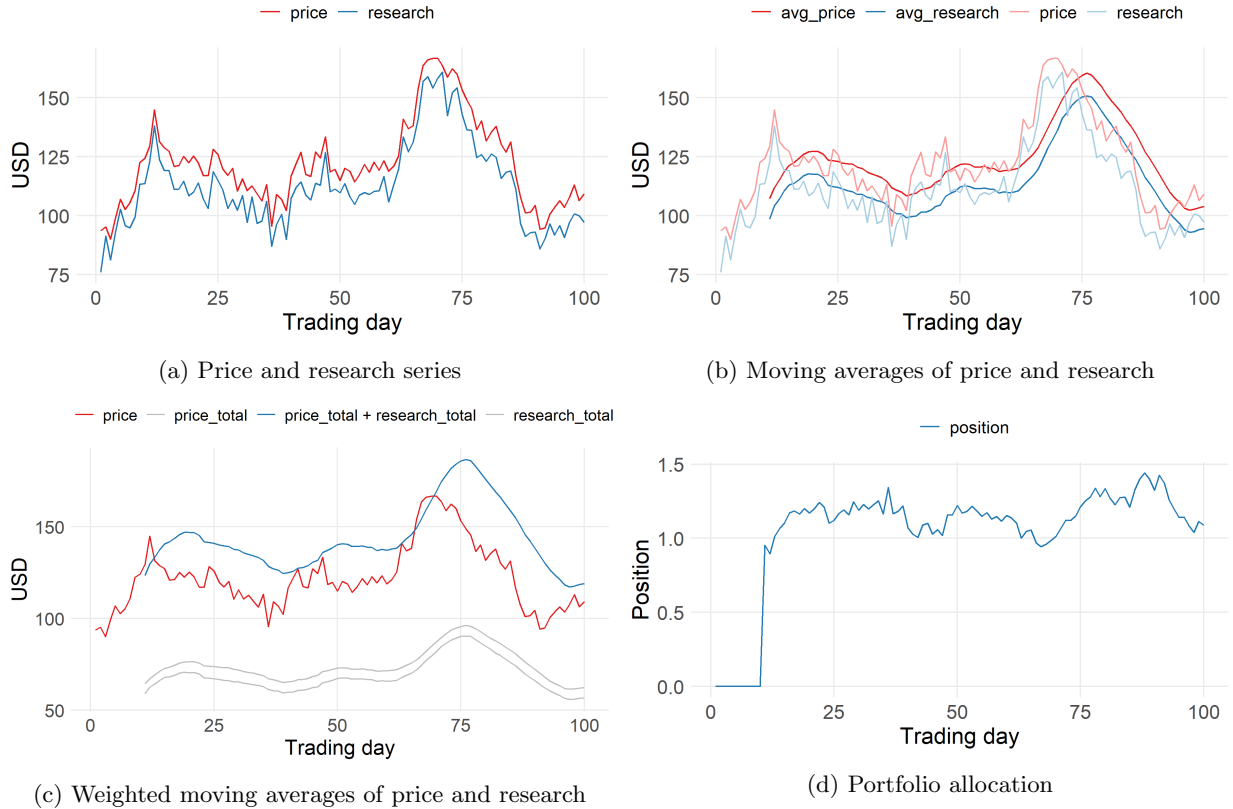 price research
USD
150
125
100
75
0 25 50 75 100
Trading day
(a) Price and research series
avg_price avg_research price research
USD
150
125
100
75
0 25 50 75 100
Trading day
(b) Moving averages of price and research
price price_total price_total + research_total research_total
USD
150
100
50
0 25 50 75 100
Trading day
(c) Weighted moving averages of price and research
position
Position
1.5
1.0
0.5
0.0
0 25 50 75 100
Trading day
(d) Portfolio allocation